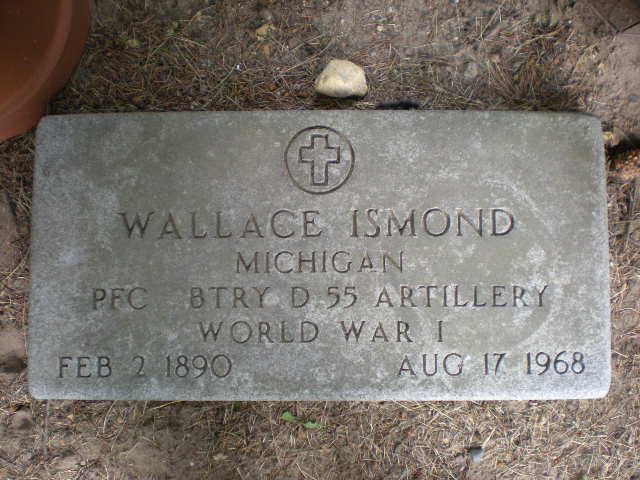 WALLACE ISMOND
MICHIGAN
PFC BTRY D 55 ARTILLERY
WORLD WAR I
FEB 2 1890 AUG 17 1968